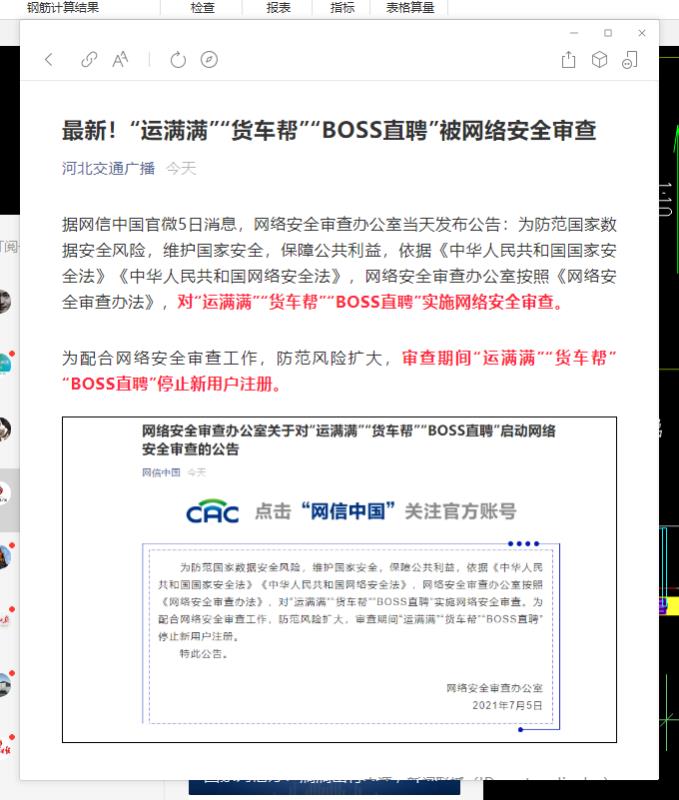 钢筋计算结果 检查 报表 指标 表格算量
最新！“运满满”“货车帮”“BOSS直聘”被网络安全审查
河北交通广播 今天
据网信中国官微5日消息，网络安全审查办公室当天发布公告：为防范国家数
据安全风险，维护国家安全，保障公共利益，依据《中华人民共和国国家安
全法》《中华人民共和国网络安全法》，网络安全审查办公室按照《网络安
全审查办法》，对“运满满”“货车帮”“BOSS直聘”实施网络安全审查。
为配合网络安全审查工作，防范风险扩大，审查期间“运满满”“货车帮”
“BOSS直聘”停止新用户注册。
网络安全审查办公室关于对“运满满”“货车帮”“BOSS直聘”启动网络
安全审查的公告
网信中国 今天
CAC 点击“网信中国”关注官方账号
为防范国家数据安全风险，维护国家安全，保障公共利益，依据《中华人民
共和国国家安全法》《中华人民共和国网络安全法》，网络安全审查办公室按照
《网络安全审查办法》，对“运满满”“货车帮”“BOSS直聘”实施网络安全审查。为
配合网络安全审查工作，防范风险扩大，审查期间“运满满”“货车帮”“BOSS直聘”
停止新用户注册。
特此公告。
网络安全审查办公室
2021年7月5日
1:10